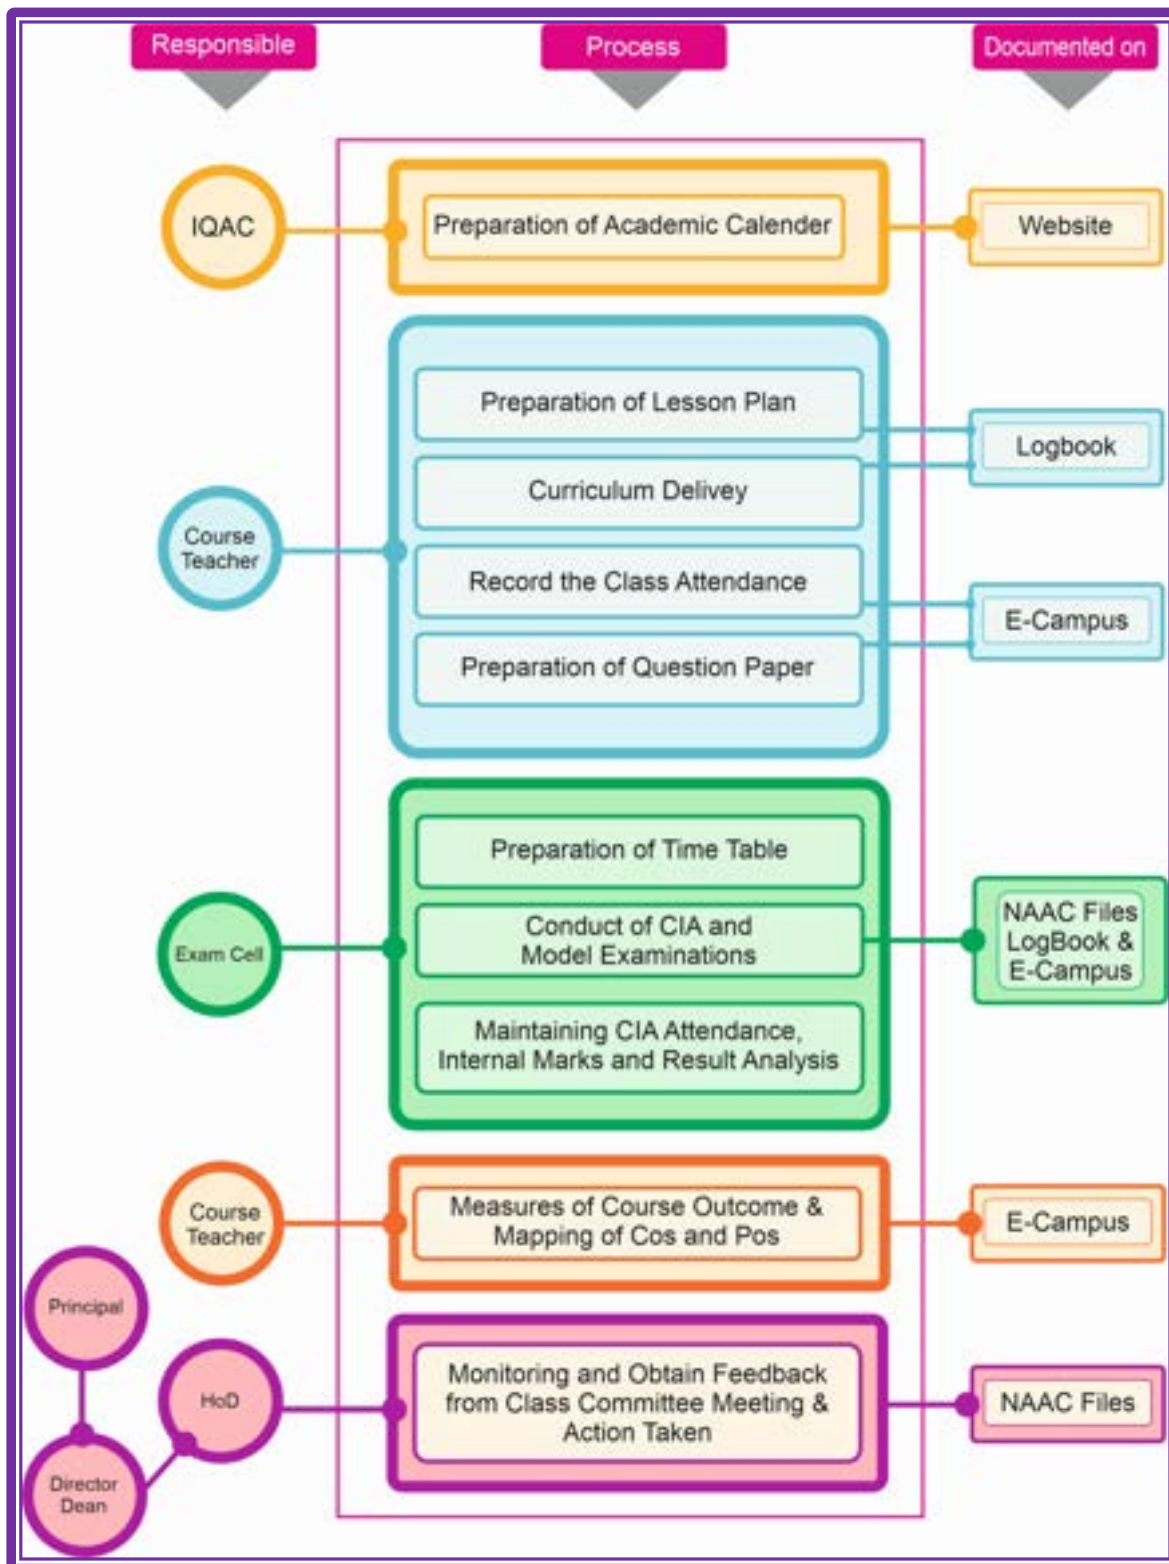 Responsible
Process
Documented on
IQAC
Preparation of Academic Calender
Website
Course
Teacher
Preparation of Lesson Plan
Curriculum Delivey
Record the Class Attendance
Preparation of Question Paper
Logbook
E-Campus
Exam Cell
Preparation of Time Table
Conduct of CIA and
Model Examinations
Maintaining CIA Attendance,
Internal Marks and Result Analysis
NAAC Files
LogBook &
E-Campus
Course
Teacher
Measures of Course Outcome &
Mapping of Cos and Pos
E-Campus
Principal
Director
Dean
HoD
Monitoring and Obtain Feedback
from Class Committee Meeting &
Action Taken
NAAC Files